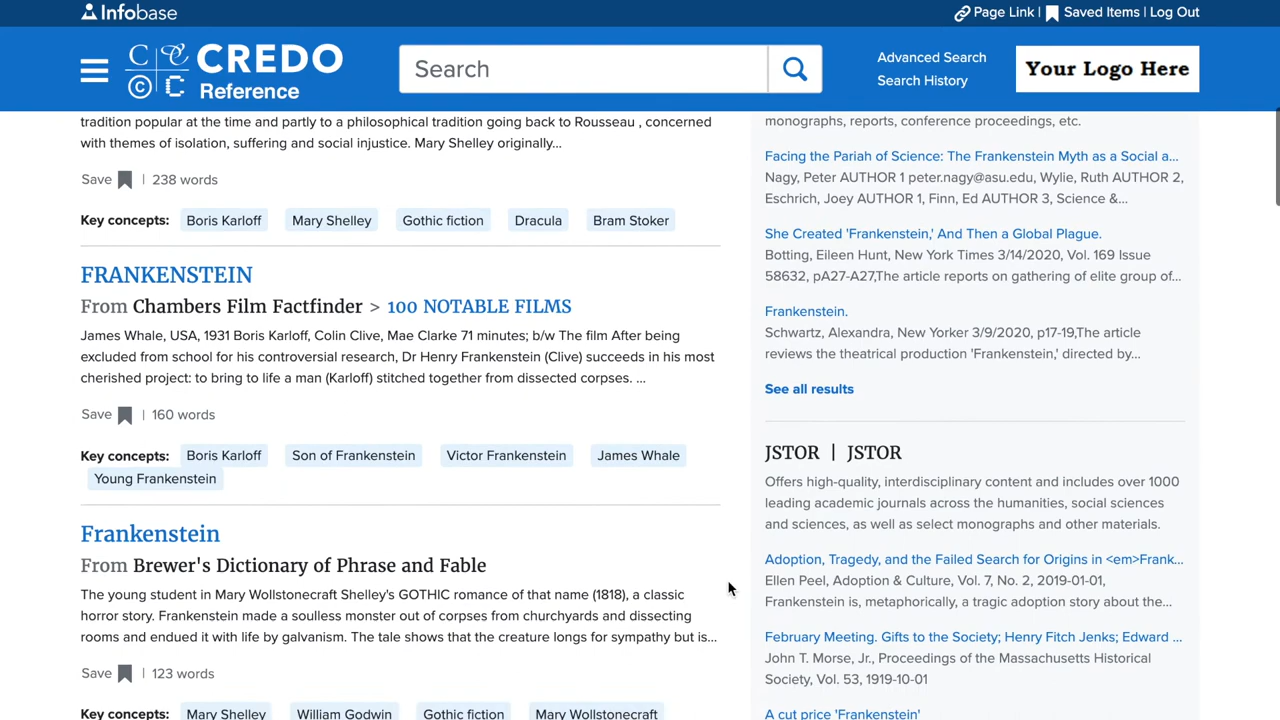 Infobase
Page Link | Saved Items | Log Out
CREDO
Reference
Search
Advanced Search
Search History
Your Logo Here
tradition popular at the time and partly to a philosophical tradition going back to Rousseau , concerned
with themes of isolation, suffering and social injustice. Mary Shelley originally...
Save | 238 words
Key concepts: Boris Karloff Mary Shelley Gothic fiction Dracula Bram Stoker
FRANKENSTEIN
From Chambers Film Factfinder > 100 NOTABLE FILMS
James Whale, USA, 1931 Boris Karloff, Colin Clive, Mae Clarke 71 minutes; b/w The film After being
excluded from school for his controversial research, Dr Henry Frankenstein (Clive) succeeds in his most
cherished project: to bring to life a man (Karloff) stitched together from dissected corpses. ...
Save | 160 words
Key concepts: Boris Karloff Son of Frankenstein Victor Frankenstein James Whale
Young Frankenstein
Frankenstein
From Brewer's Dictionary of Phrase and Fable
The young student in Mary Wollstonecraft Shelley's GOTHIC romance of that name (1818), a classic
horror story. Frankenstein made a soulless monster out of corpses from churchyards and dissecting
rooms and endued it with life by galvanism. The tale shows that the creature longs for sympathy but is...
Save | 123 words
Key concepts: Mary Shelley William Godwin Gothic fiction Mary Wollstonecraft
monographs, reports, conference proceedings, etc.
Facing the Pariah of Science: The Frankenstein Myth as a Social a...
Nagy, Peter AUTHOR 1 peter.nagy@asu.edu, Wylie, Ruth AUTHOR 2,
Eschrich, Joey AUTHOR 1, Finn, Ed AUTHOR 3, Science &...
She Created 'Frankenstein,' And Then a Global Plague.
Botting, Eileen Hunt, New York Times 3/14/2020, Vol. 169 Issue
58632, pA27-A27,The article reports on gathering of elite group of...
Frankenstein.
Schwartz, Alexandra, New Yorker 3/9/2020, p17-19,The article
reviews the theatrical production 'Frankenstein,' directed by...
See all results
JSTOR | JSTOR
Offers high-quality, interdisciplinary content and includes over 1000
leading academic journals across the humanities, social sciences
and sciences, as well as select monographs and other materials.
Adoption, Tragedy, and the Failed Search for Origins in <em>Frank...
Ellen Peel, Adoption & Culture, Vol. 7, No. 2, 2019-01-01,
Frankenstein is, metaphorically, a tragic adoption story about the...
February Meeting. Gifts to the Society; Henry Fitch Jenks; Edward ...
John T. Morse, Jr., Proceedings of the Massachusetts Historical
Society, Vol. 53, 1919-10-01
A cut price 'Frankenstein'